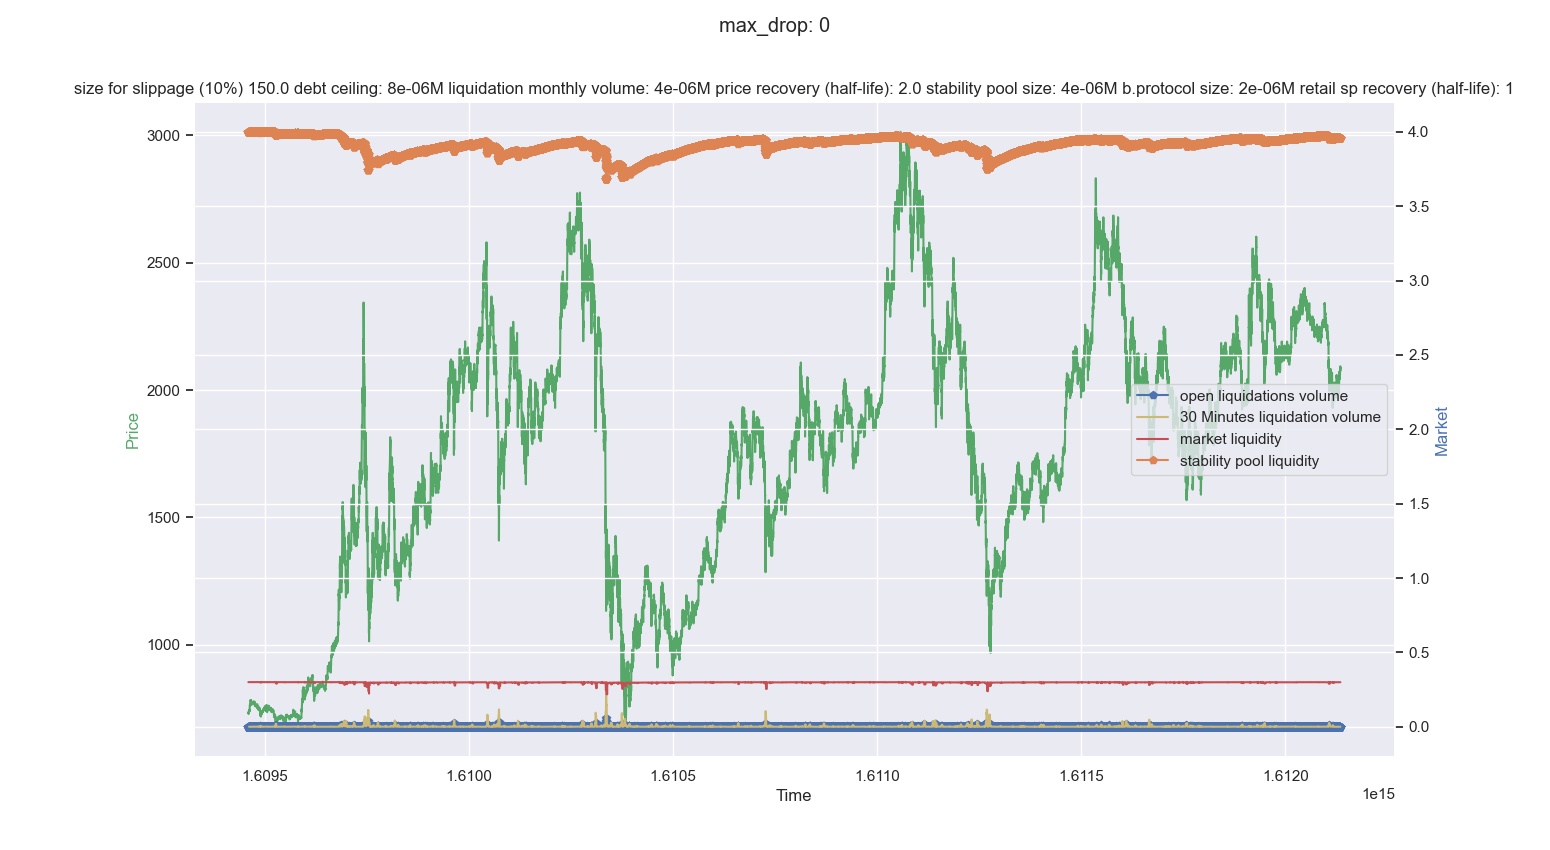 max_drop: 0
size for slippage (10%) 150.0 debt ceiling: 8e-06M liquidation monthly volume: 4e-06M price recovery (half-life): 2.0 stability pool size: 4e-06M b.protocol size: 2e-06M retail sp recovery (half-life): 1
3000
2500
2000
1500
1000
Price
4.0
3.5
3.0
2.5
2.0
1.5
1.0
0.5
0.0
Market
open liquidations volume
30 Minutes liquidation volume
market liquidity
stability pool liquidity
1.6095 1.6100 1.6105 1.6110 1.6115 1.6120
Time
1e15